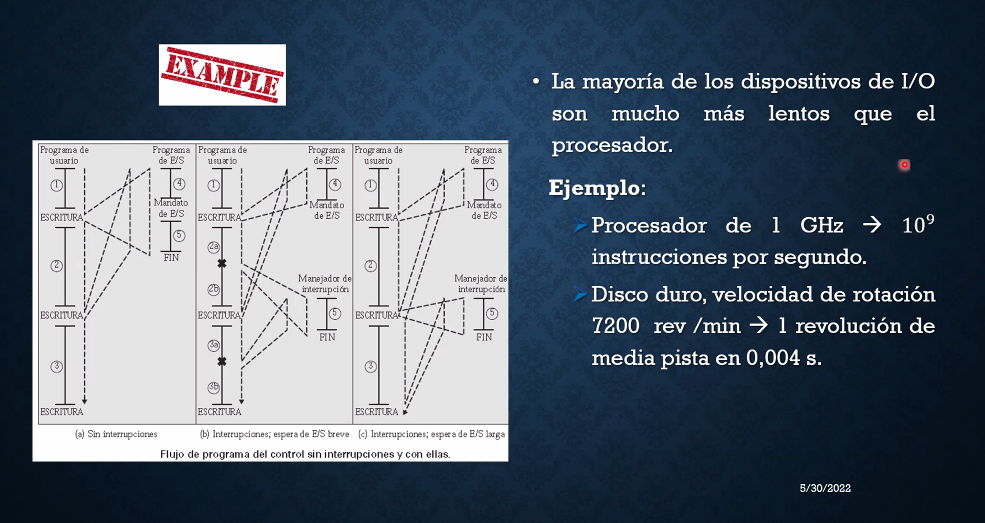 EXAMPLE
Programa de
usuario
Programa
de E/S
1
4
ESCRITURA
Mandato
de E/S
5
FIN
2
ESCRITURA
3
ESCRITURA
(a) Sin interrupciones
Programa de
usuario
Programa
de E/S
1
4
ESCRITURA
Mandato
de E/S
2a
2b
Manejador de
interrupción
5
FIN
ESCRITURA
3a
3b
ESCRITURA
(b) Interrupciones; espera de E/S breve
Programa de
usuario
Programa
de E/S
1
4
ESCRITURA
Mandato
de E/S
2
Manejador de
interrupción
5
FIN
ESCRITURA
3
ESCRITURA
(c) Interrupciones; espera de E/S larga
Flujo de programa del control sin interrupciones y con ellas.
• La mayoría de los dispositivos de I/O
son mucho más lentos que el
procesador.
Ejemplo:
➢Procesador de 1 GHz → 10⁹
instrucciones por segundo.
➢Disco duro, velocidad de rotación
7200 rev /min → 1 revolución de
media pista en 0,004 s.
5/30/2022